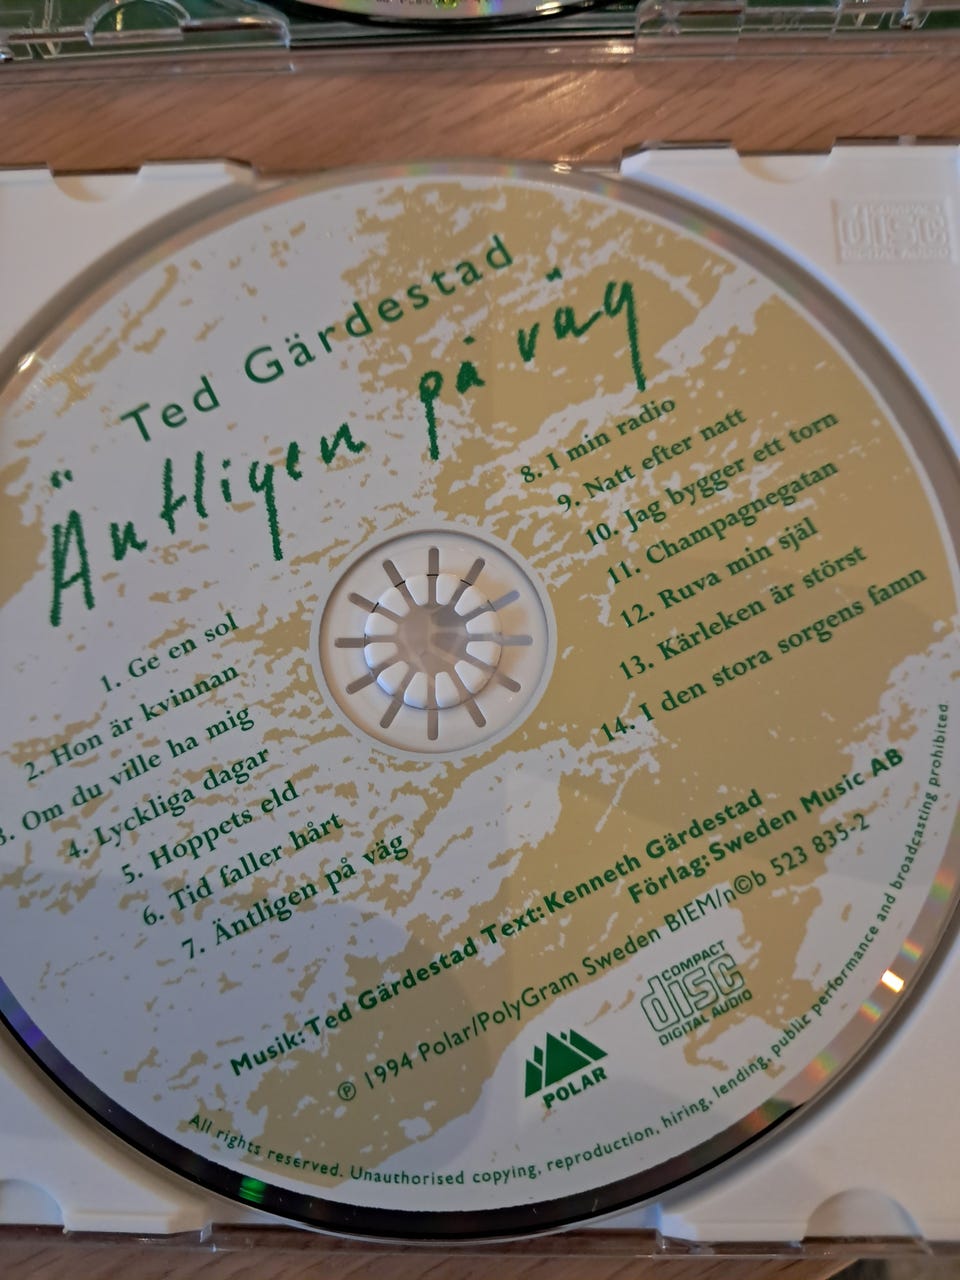 Ted Gärdestad
Äntligen på väg
1. Ge en sol
2. Hon är kvinnan
3. Om du ville ha mig
4. Lyckliga dagar
5. Hoppets eld
6. Tid faller hårt
7. Äntligen på väg
8. I min radio
9. Natt efter natt
10. Jag bygger ett torn
11. Champagnegatan
12. Ruva min själ
13. Kärleken är störst
14. I den stora sorgens famn
Musik: Ted Gärdestad Text: Kenneth Gärdestad
Förlag: Sweden Music AB
℗ 1994 Polar/PolyGram Sweden BIEM/n©b 523 835-2
POLAR
COMPACT
disc
DIGITAL AUDIO
All rights reserved. Unauthorised copying, reproduction, hiring, lending, public performance and broadcasting prohibited
COMPACT
disc
DIGITAL AUDIO